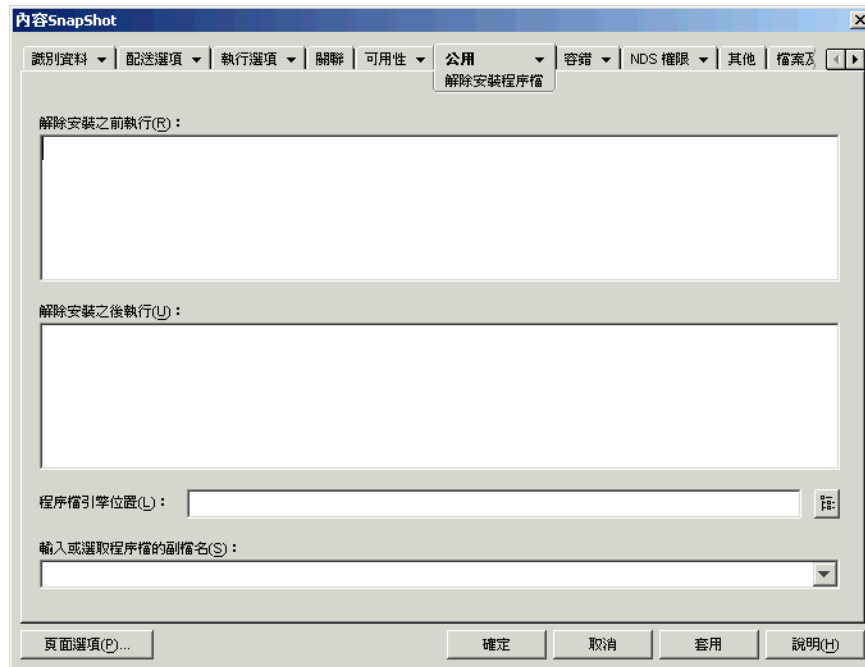 內容SnapShot
識別資料 配送選項 執行選項 關聯 可用性 公用 容錯 NDS 權限 其他 檔案及
解除安裝程序檔
解除安裝之前執行(R)：
解除安裝之後執行(U)：
程序檔引擎位置(L)：
輸入或選取程序檔的副檔名(S)：
頁面選項(P)... 確定 取消 套用 說明(H)